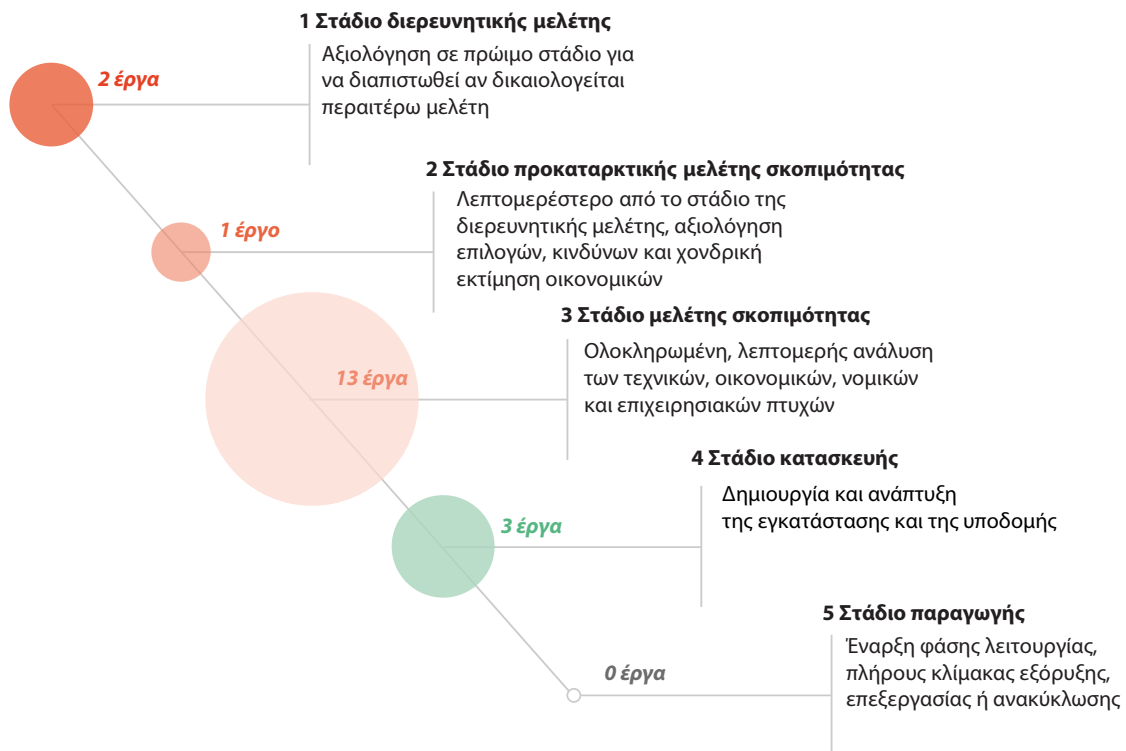 1 Στάδιο διερευνητικής μελέτης
2 έργα
Αξιολόγηση σε πρώιμο στάδιο για
να διαπιστωθεί αν δικαιολογείται
περαιτέρω μελέτη
2 Στάδιο προκαταρκτικής μελέτης σκοπιμότητας
1 έργο
Λεπτομερέστερο από το στάδιο της
διερευνητικής μελέτης, αξιολόγηση
επιλογών, κινδύνων και χονδρική
εκτίμηση οικονομικών
3 Στάδιο μελέτης σκοπιμότητας
13 έργα
Ολοκληρωμένη, λεπτομερής ανάλυση
των τεχνικών, οικονομικών, νομικών
και επιχειρησιακών πτυχών
4 Στάδιο κατασκευής
3 έργα
Δημιουργία και ανάπτυξη
της εγκατάστασης και της υποδομής
5 Στάδιο παραγωγής
0 έργα
Έναρξη φάσης λειτουργίας,
πλήρους κλίμακας εξόρυξης,
επεξεργασίας ή ανακύκλωσης